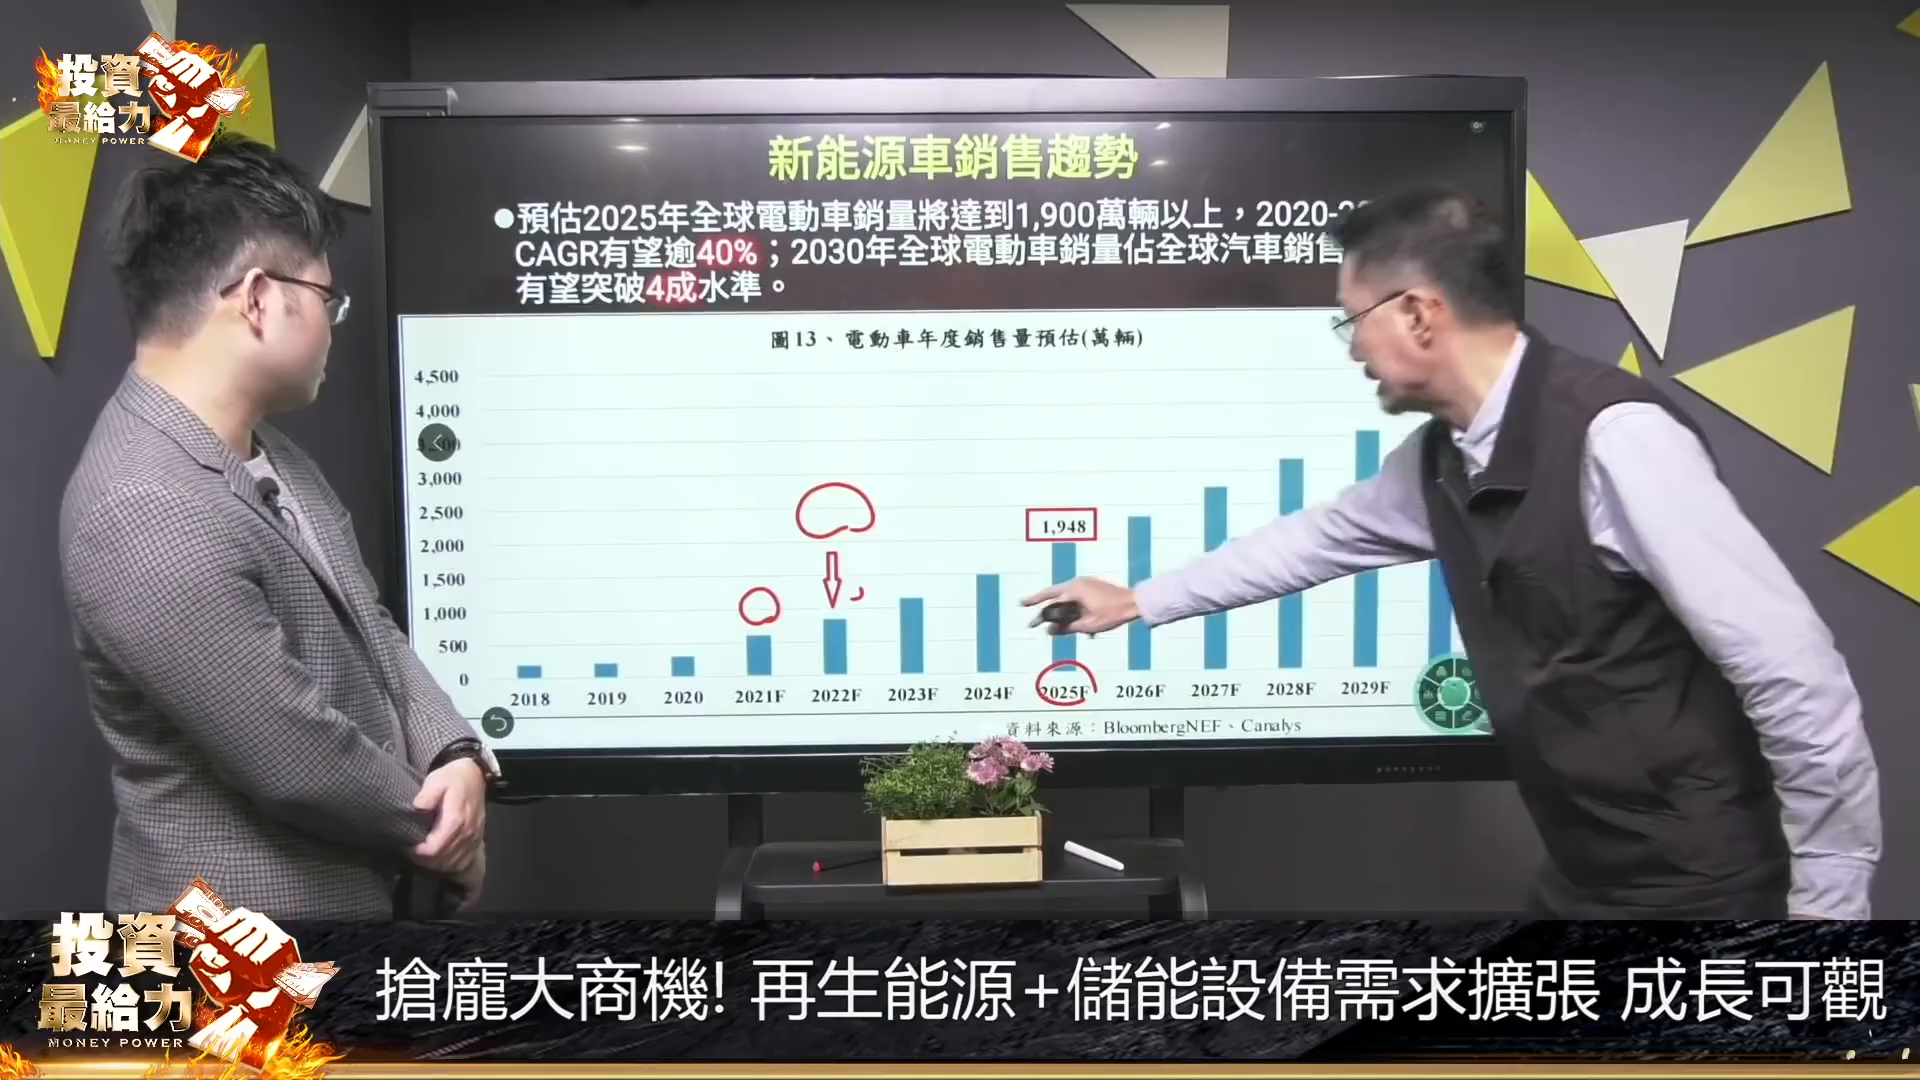 投資
最給力
MONEY POWER
新能源車銷售趨勢
●預估2025年全球電動車銷量將達到1,900萬輛以上，2020-
CAGR有望逾40%；2030年全球電動車銷量佔全球汽車銷售
有望突破4成水準。
圖13、電動車年度銷售量預估(萬輛)
4,500
4,000
3,000
2,500
2,000
1,500
1,000
500
0
1,948
2018 2019 2020 2021F 2022F 2023F 2024F 2025F 2026F 2027F 2028F 2029F
資料來源：BloombergNEF、Canalys
投資
最給力
MONEY POWER
搶龐大商機! 再生能源+儲能設備需求擴張 成長可觀